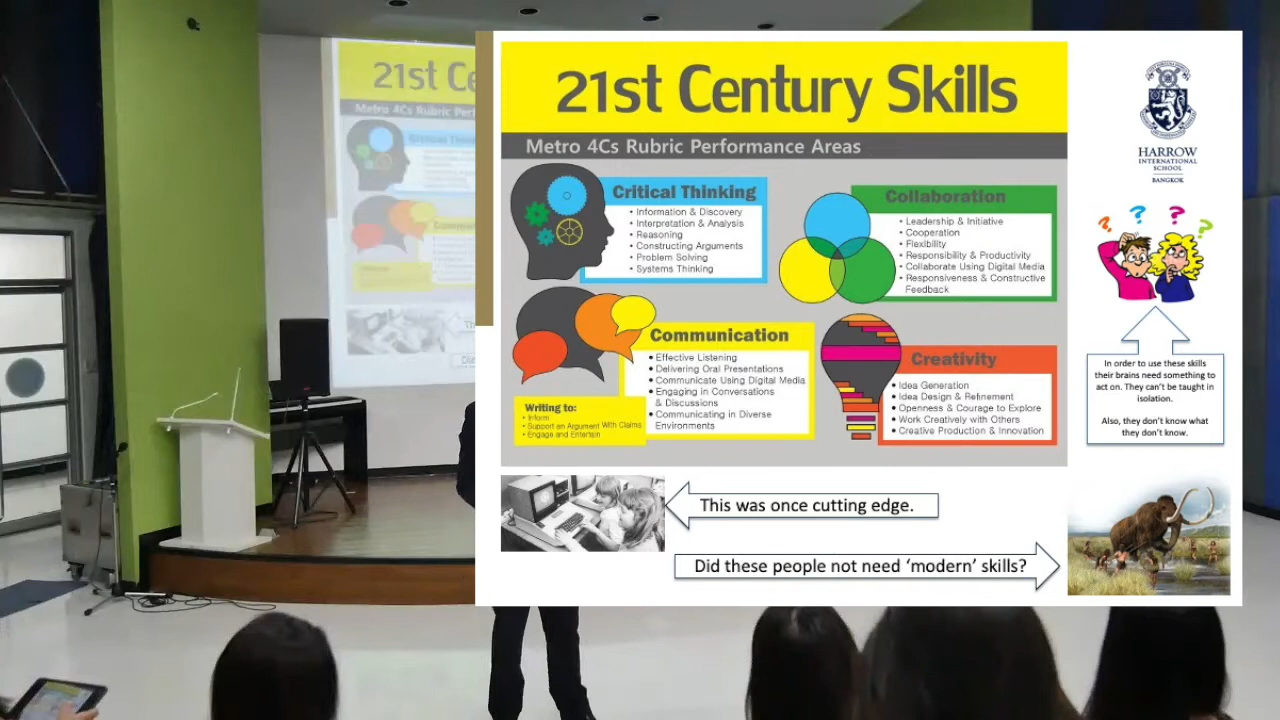 21st Century Skills
Metro 4Cs Rubric Performance Areas
Critical Thinking
• Information & Discovery
• Interpretation & Analysis
• Reasoning
• Constructing Arguments
• Problem Solving
• Systems Thinking
Collaboration
• Leadership & Initiative
• Cooperation
• Flexibility
• Responsibility & Productivity
• Collaborate Using Digital Media
• Responsiveness & Constructive
Feedback
Communication
• Effective Listening
• Delivering Oral Presentations
• Communicate Using Digital Media
• Engaging in Conversations
& Discussions
• Communicating in Diverse
Environments
Writing to:
• Inform
• Support an Argument With Claims
• Engage and Entertain
Creativity
• Idea Generation
• Idea Design & Refinement
• Openness & Courage to Explore
• Work Creatively with Others
• Creative Production & Innovation
HARROW
INTERNATIONAL
SCHOOL
BANGKOK
? ? ? ?
In order to use these skills
their brains need something to
act on. They can't be taught in
isolation.
Also, they don't know what
they don't know.
This was once cutting edge.
Did these people not need ‘modern’ skills?
21st Ce
Metro 4Cs Rubric Per
Critical Thin